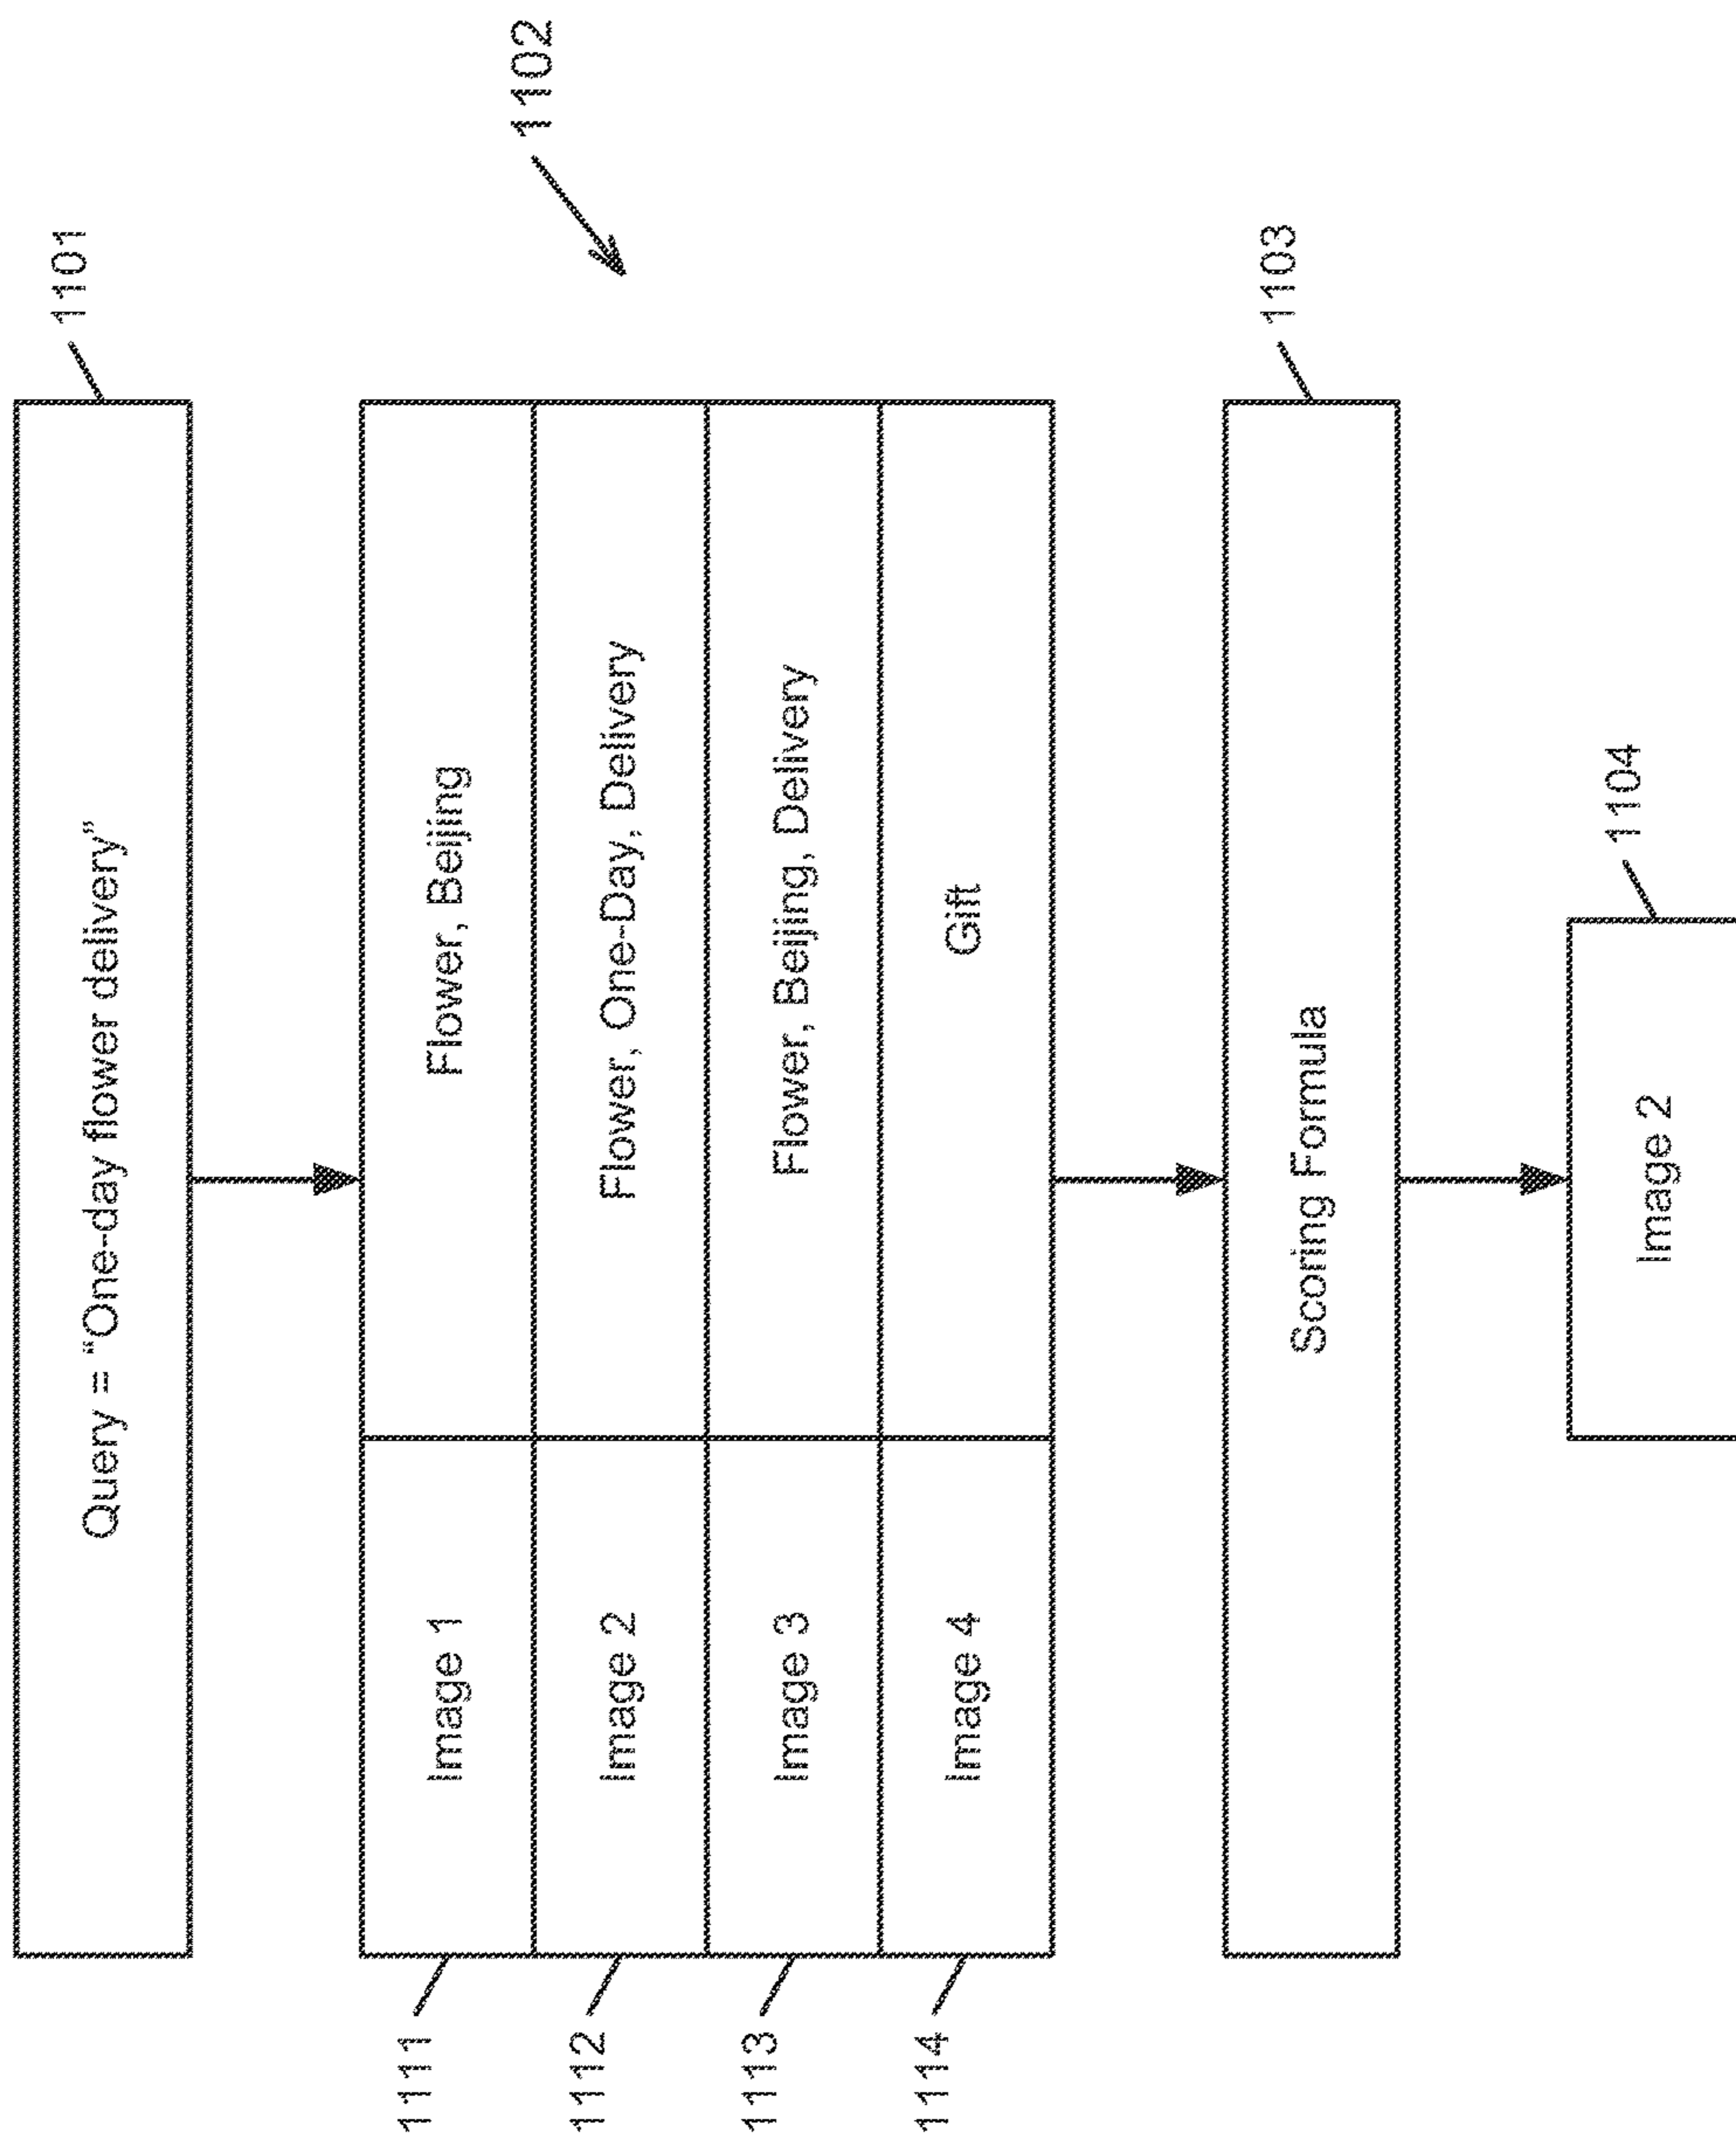 Query = "One-day flower delivery"
1101
1102
1111
Image 1
Flower, Beijing
1112
Image 2
Flower, One-Day, Delivery
1113
Image 3
Flower, Beijing, Delivery
1114
Image 4
Gift
Scoring Formula
1103
Image 2
1104